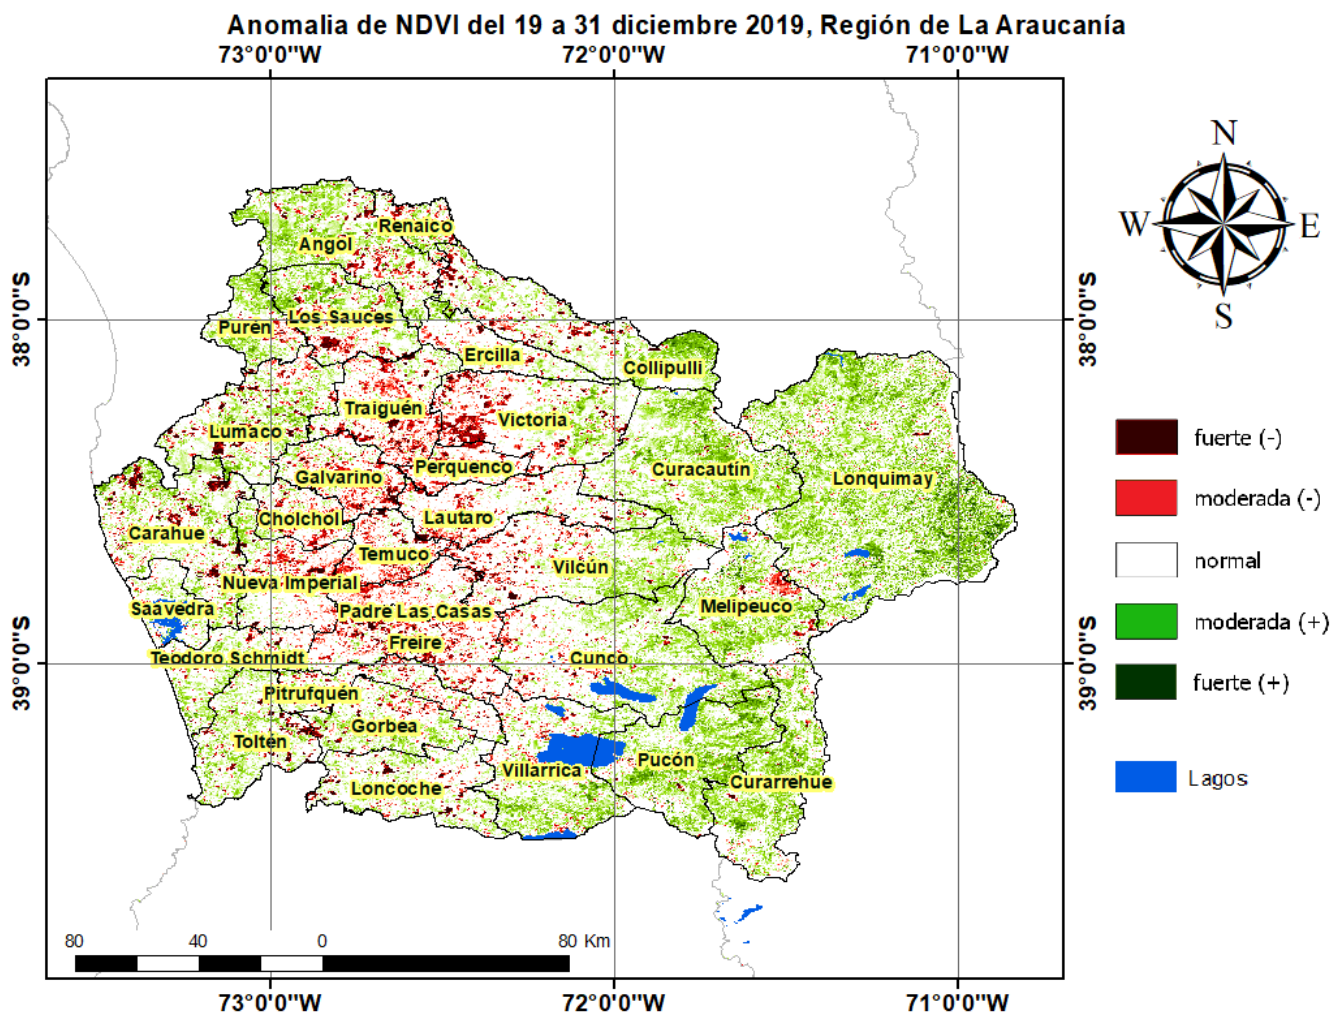 Anomalia de NDVI del 19 a 31 diciembre 2019, Región de La Araucanía
73°0'0"W 72°0'0"W 71°0'0"W
N
W E
S
38°0'0"S 38°0'0"S
39°0'0"S 39°0'0"S
Renaico
Angol
Los Sauces
Purén
Ercilla
Collipulli
Traiguén
Victoria
Lumaco
Perquenco
Galvarino
Curacautín
Lonquimay
Cholchol
Lautaro
Carahue
Temuco
Vilcún
Nueva Imperial
Saavedra
Padre Las Casas
Melipeuco
Freire
Teodoro Schmidt
Cunco
Pitrufquén
Gorbea
Toltén
Pucón
Villarrica
Curarrehue
Loncoche
fuerte (-)
moderada (-)
normal
moderada (+)
fuerte (+)
Lagos
80 40 0 80 Km
73°0'0"W 72°0'0"W 71°0'0"W